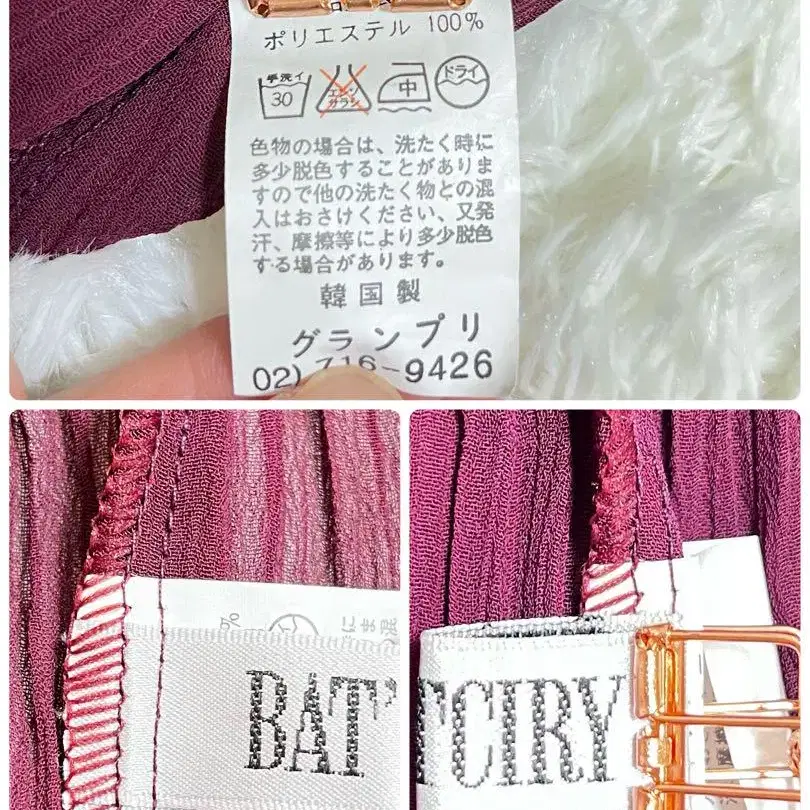 ポリエステル 100%
手洗イ
30
エンソ
サラシ
中
ドライ
色物の場合は、洗たく時に
多少脱色することがありま
すので他の洗たく物との混
入はおさけください、又発
汗、摩擦等により多少脱色
する場合があります。
韓国製
グランプリ
02) 716-9426
%
にま混
BAT
TCIRY